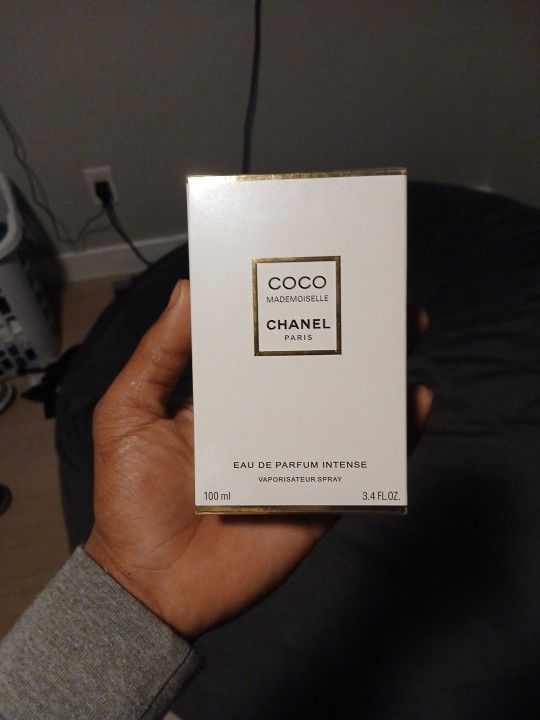 COCO
MADEMOISELLE
CHANEL
PARIS
EAU DE PARFUM INTENSE
VAPORISATEUR SPRAY
100 ml 3.4 FL.OZ.